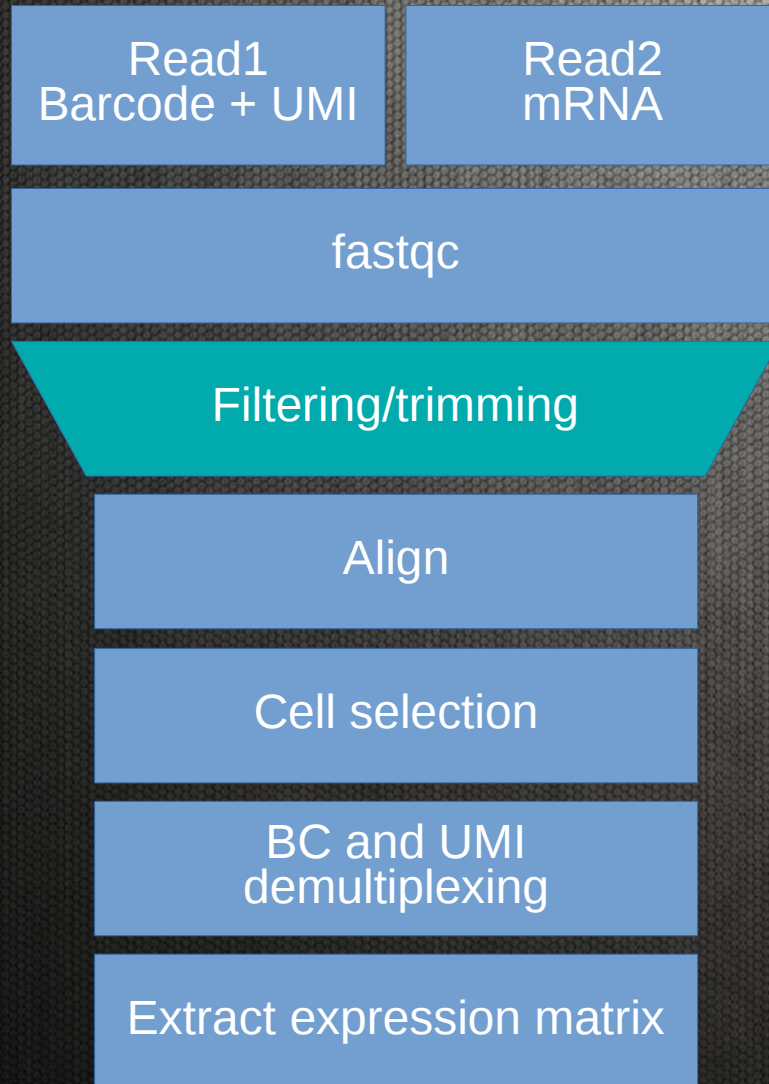 Read1
Barcode + UMI
Read2
mRNA
fastqc
Filtering/trimming
Align
Cell selection
BC and UMI
demultiplexing
Extract expression matrix